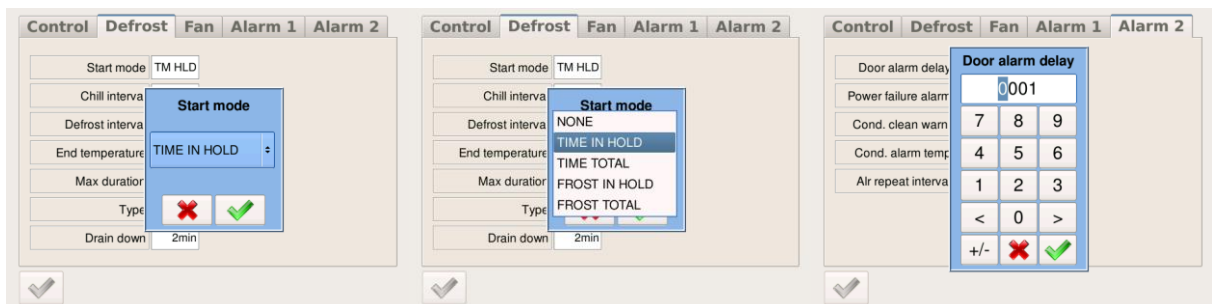 Control Defrost Fan Alarm 1 Alarm 2
Start mode TM HLD
Chill interva
Defrost interva
End temperature
Max duration
Type
Drain down 2min
Start mode
TIME IN HOLD
Control Defrost Fan Alarm 1 Alarm 2
Start mode TM HLD
Chill interva
Defrost interva
End temperature
Max duration
Type
Drain down 2min
Start mode
NONE
TIME IN HOLD
TIME TOTAL
FROST IN HOLD
FROST TOTAL
Control Defrost Fan Alarm 1 Alarm 2
Door alarm delay
Power failure alarm
Cond. clean warn
Cond. alarm temp
Alr repeat interva
Door alarm delay
0001
7 8 9
4 5 6
1 2 3
< 0 >
+/-